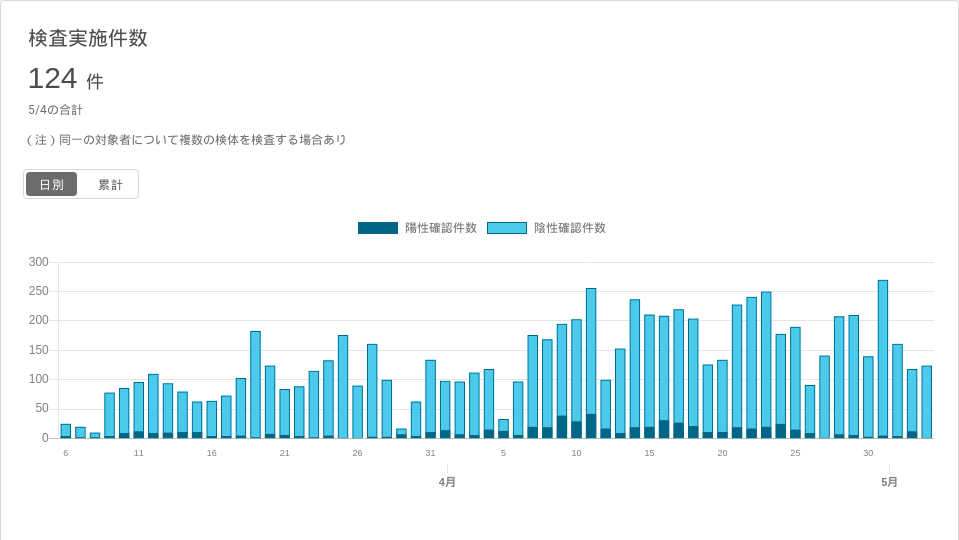 検査実施件数
124 件
5/4の合計
（注）同一の対象者について複数の検体を検査する場合あり
日別 累計
陽性確認件数 陰性確認件数
300
250
200
150
100
50
0
6 11 16 21 26 31 5 10 15 20 25 30
4月 5月